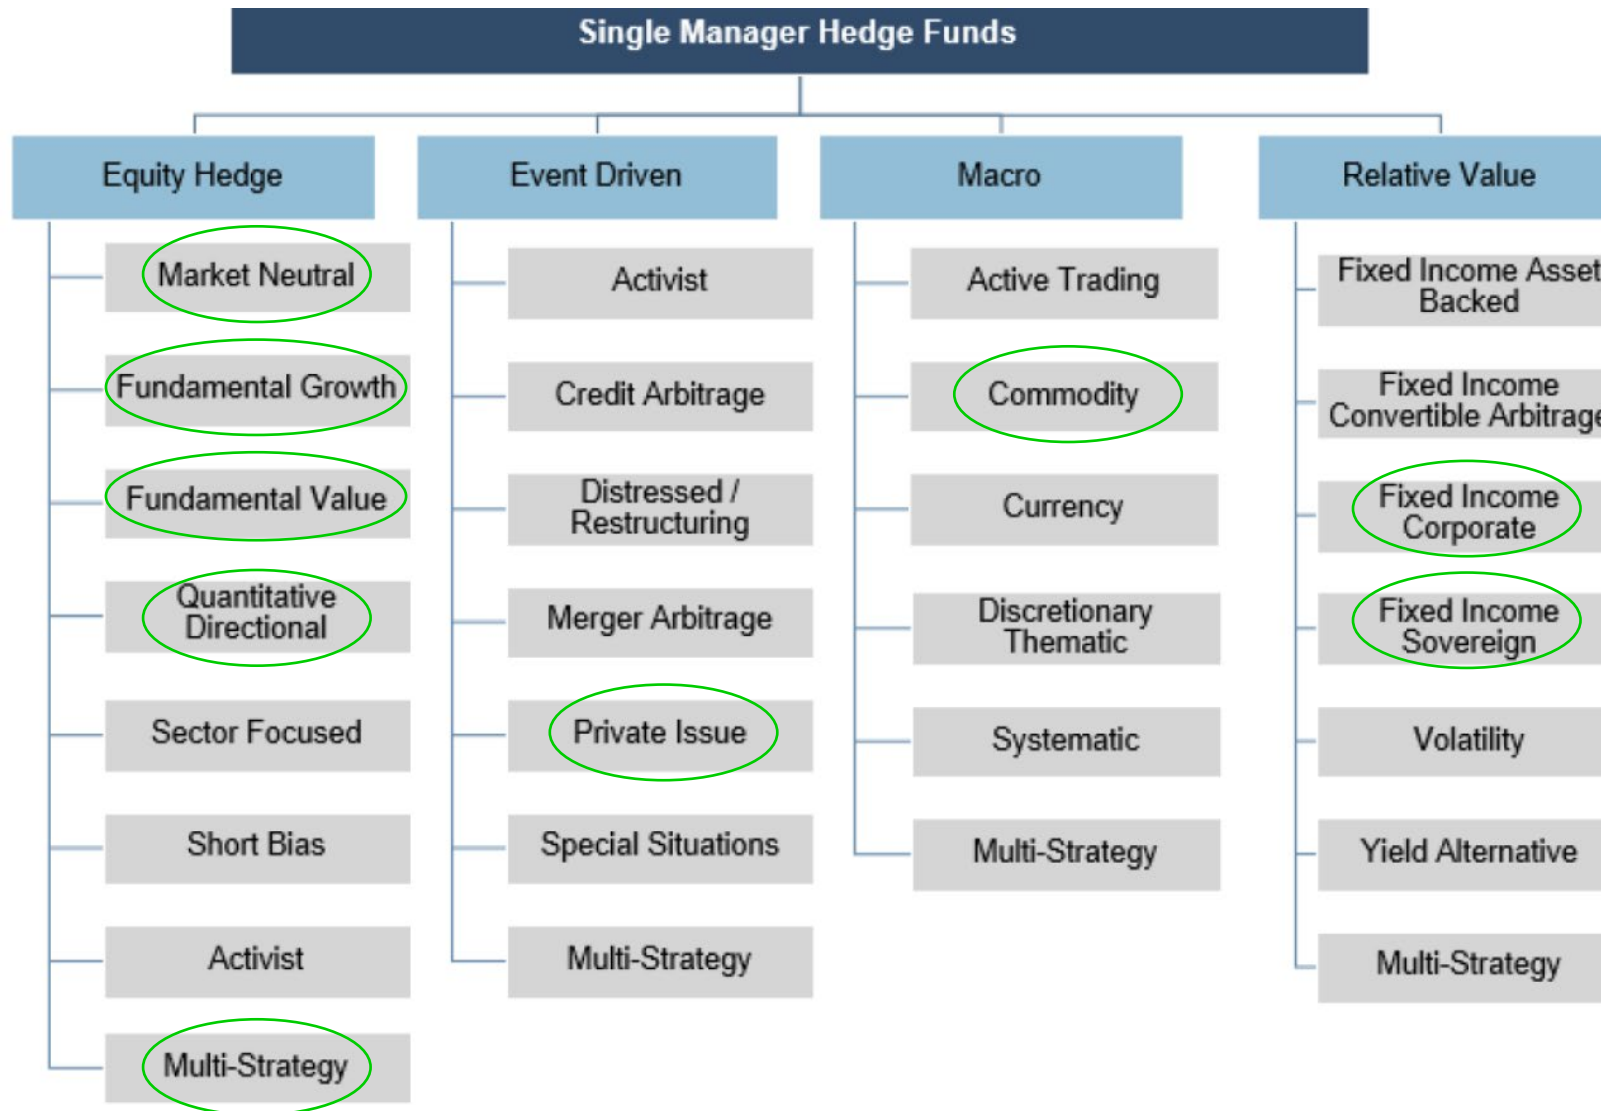 Single Manager Hedge Funds
Equity Hedge
Market Neutral
Fundamental Growth
Fundamental Value
Quantitative
Directional
Sector Focused
Short Bias
Activist
Multi-Strategy
Event Driven
Activist
Credit Arbitrage
Distressed /
Restructuring
Merger Arbitrage
Private Issue
Special Situations
Multi-Strategy
Macro
Active Trading
Commodity
Currency
Discretionary
Thematic
Systematic
Multi-Strategy
Relative Value
Fixed Income Asset
Backed
Fixed Income
Convertible Arbitrage
Fixed Income
Corporate
Fixed Income
Sovereign
Volatility
Yield Alternative
Multi-Strategy